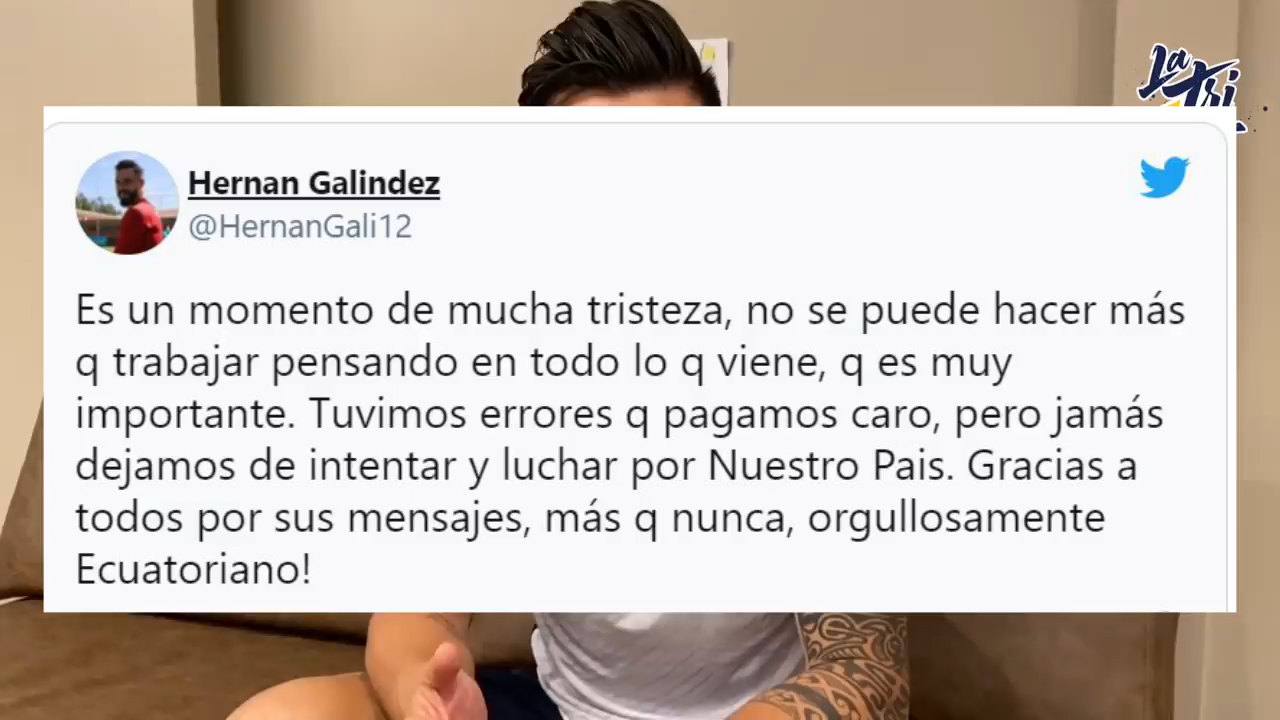 La
Tri
Hernan Galindez
@HernanGali12
Es un momento de mucha tristeza, no se puede hacer más
q trabajar pensando en todo lo q viene, q es muy
importante. Tuvimos errores q pagamos caro, pero jamás
dejamos de intentar y luchar por Nuestro Pais. Gracias a
todos por sus mensajes, más q nunca, orgullosamente
Ecuatoriano!